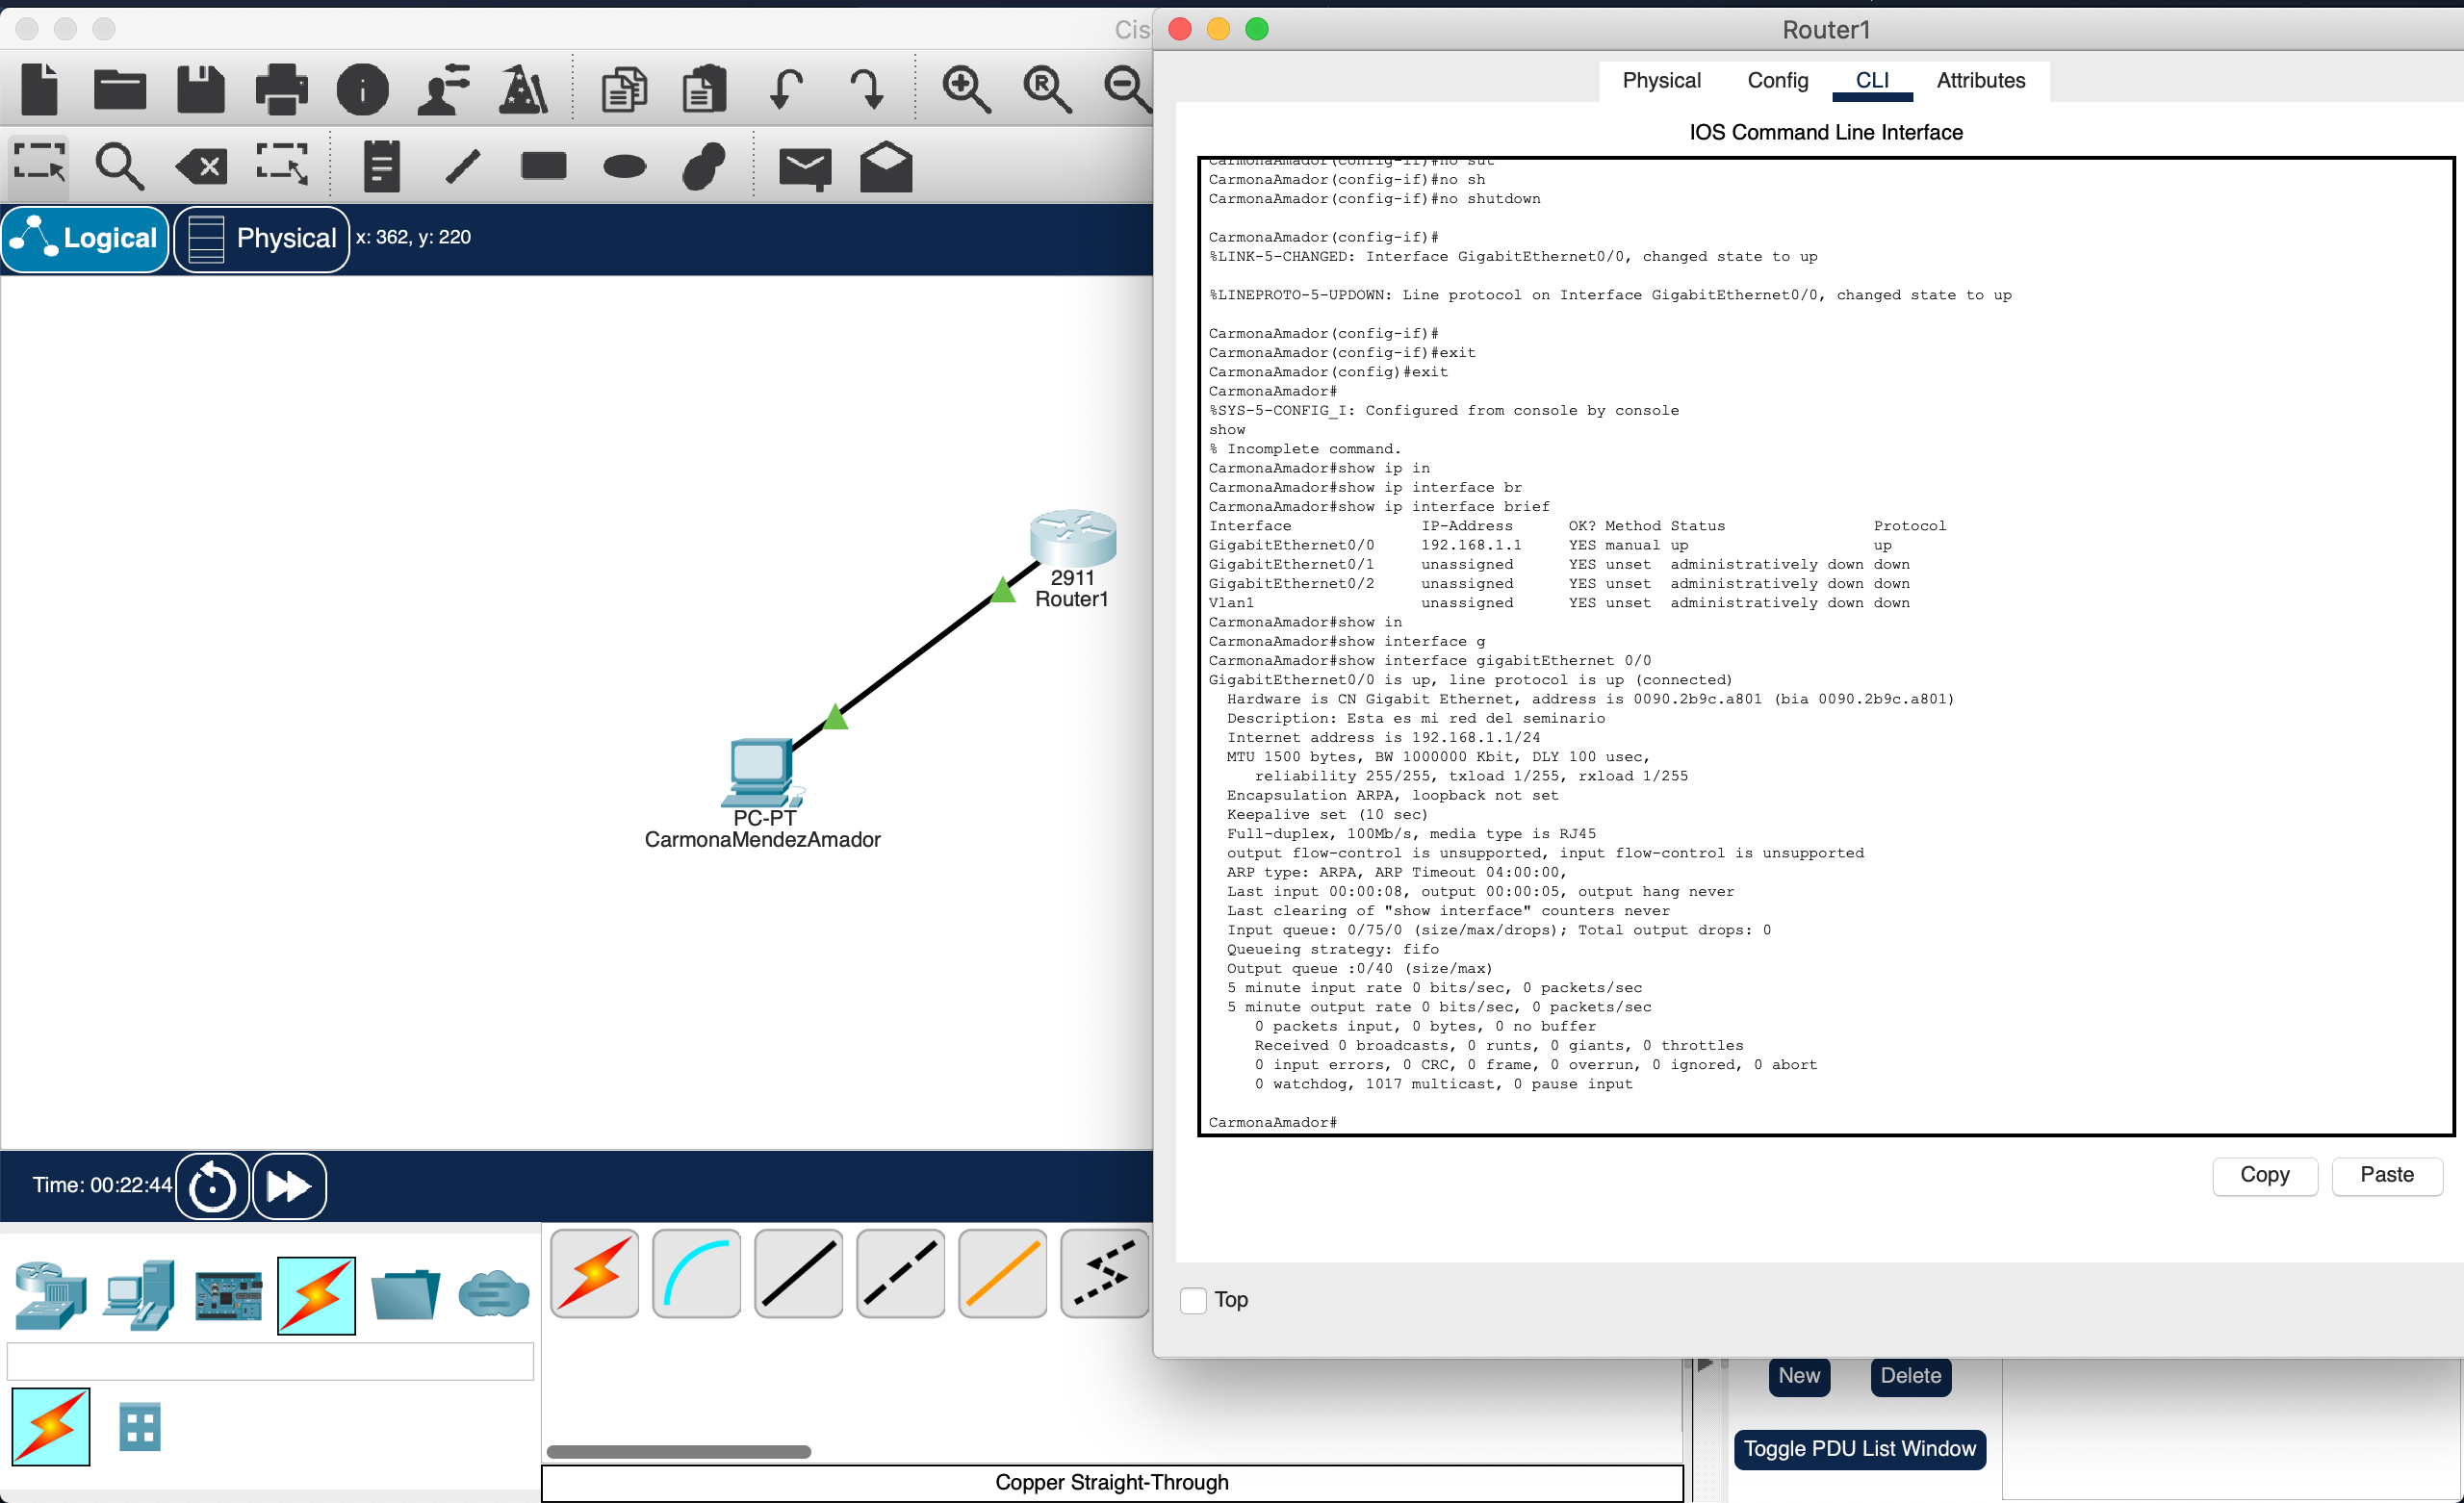 Cis
Logical
Physical
x: 362, y: 220
2911
Router1
PC-PT
CarmonaMendezAmador
Time: 00:22:44
Copper Straight-Through
Router1
Physical
Config
CLI
Attributes
IOS Command Line Interface
CarmonaAmador(config-if)#no sut
CarmonaAmador(config-if)#no sh
CarmonaAmador(config-if)#no shutdown
CarmonaAmador(config-if)#
%LINK-5-CHANGED: Interface GigabitEthernet0/0, changed state to up
%LINEPROTO-5-UPDOWN: Line protocol on Interface GigabitEthernet0/0, changed state to up
CarmonaAmador(config-if)#
CarmonaAmador(config-if)#exit
CarmonaAmador(config)#exit
CarmonaAmador#
%SYS-5-CONFIG_I: Configured from console by console
show
% Incomplete command.
CarmonaAmador#show ip in
CarmonaAmador#show ip interface br
CarmonaAmador#show ip interface brief
Interface IP-Address OK? Method Status Protocol
GigabitEthernet0/0 192.168.1.1 YES manual up up
GigabitEthernet0/1 unassigned YES unset administratively down down
GigabitEthernet0/2 unassigned YES unset administratively down down
Vlan1 unassigned YES unset administratively down down
CarmonaAmador#show in
CarmonaAmador#show interface g
CarmonaAmador#show interface gigabitEthernet 0/0
GigabitEthernet0/0 is up, line protocol is up (connected)
Hardware is CN Gigabit Ethernet, address is 0090.2b9c.a801 (bia 0090.2b9c.a801)
Description: Esta es mi red del seminario
Internet address is 192.168.1.1/24
MTU 1500 bytes, BW 1000000 Kbit, DLY 100 usec,
reliability 255/255, txload 1/255, rxload 1/255
Encapsulation ARPA, loopback not set
Keepalive set (10 sec)
Full-duplex, 100Mb/s, media type is RJ45
output flow-control is unsupported, input flow-control is unsupported
ARP type: ARPA, ARP Timeout 04:00:00,
Last input 00:00:08, output 00:00:05, output hang never
Last clearing of "show interface" counters never
Input queue: 0/75/0 (size/max/drops); Total output drops: 0
Queueing strategy: fifo
Output queue :0/40 (size/max)
5 minute input rate 0 bits/sec, 0 packets/sec
5 minute output rate 0 bits/sec, 0 packets/sec
0 packets input, 0 bytes, 0 no buffer
Received 0 broadcasts, 0 runts, 0 giants, 0 throttles
0 input errors, 0 CRC, 0 frame, 0 overrun, 0 ignored, 0 abort
0 watchdog, 1017 multicast, 0 pause input
CarmonaAmador#
Copy
Paste
Top
New
Delete
Toggle PDU List Window